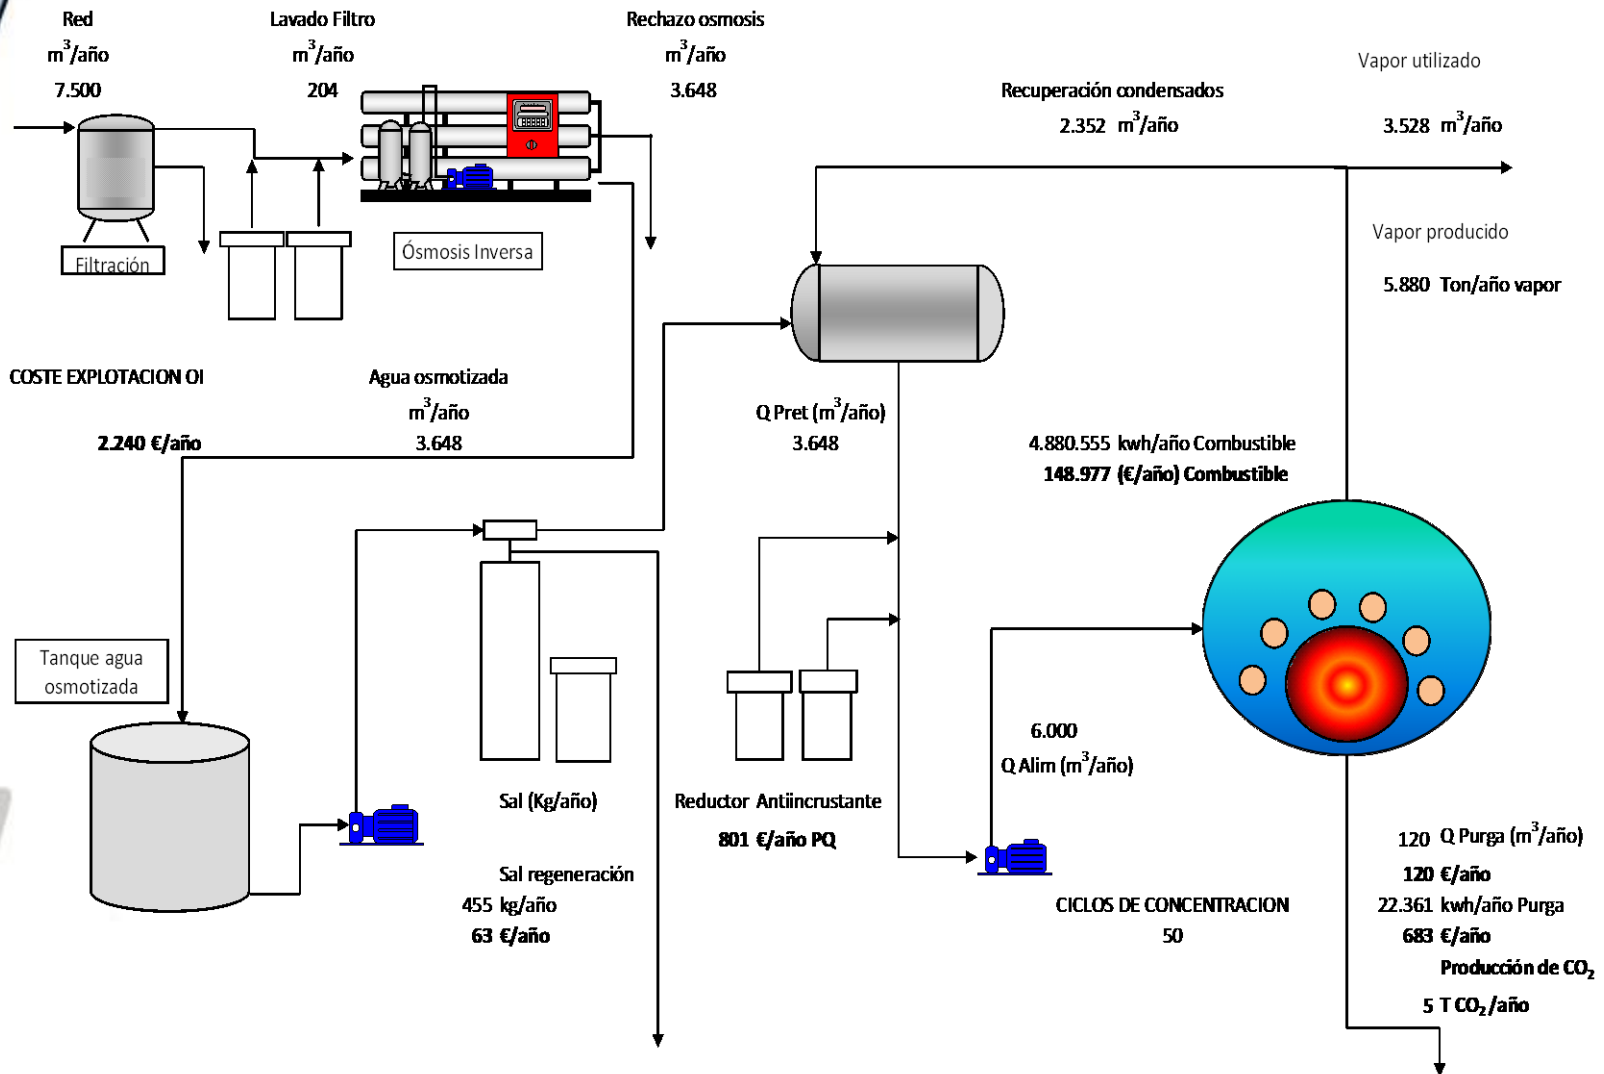 Red
m³/año
7.500
Lavado Filtro
m³/año
204
Rechazo osmosis
m³/año
3.648
Recuperación condensados
2.352 m³/año
Vapor utilizado
3.528 m³/año
Vapor producido
5.880 Ton/año vapor
Filtración
Ósmosis Inversa
COSTE EXPLOTACION OI
2.240 €/año
Agua osmotizada
m³/año
3.648
Q Pret (m³/año)
3.648
4.880.555 kwh/año Combustible
148.977 (€/año) Combustible
Tanque agua
osmotizada
Sal (Kg/año)
Sal regeneración
455 kg/año
63 €/año
Reductor Antiincrustante
801 €/año PQ
6.000
Q Alim (m³/año)
CICLOS DE CONCENTRACION
50
120 Q Purga (m³/año)
120 €/año
22.361 kwh/año Purga
683 €/año
Producción de CO₂
5 T CO₂/año